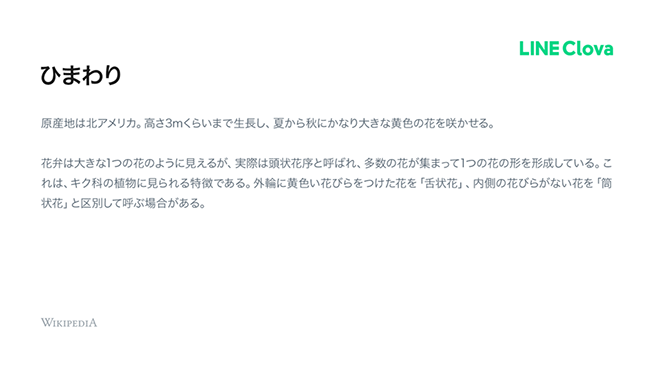 LINE Clova
ひまわり
原産地は北アメリカ。高さ3mくらいまで生長し、夏から秋にかなり大きな黄色の花を咲かせる。
花弁は大きな1つの花のように見えるが、実際は頭状花序と呼ばれ、多数の花が集まって1つの花の形を形成している。こ
れは、キク科の植物に見られる特徴である。外輪に黄色い花びらをつけた花を「舌状花」、内側の花びらがない花を「筒
状花」と区別して呼ぶ場合がある。
WIKIPEDIA